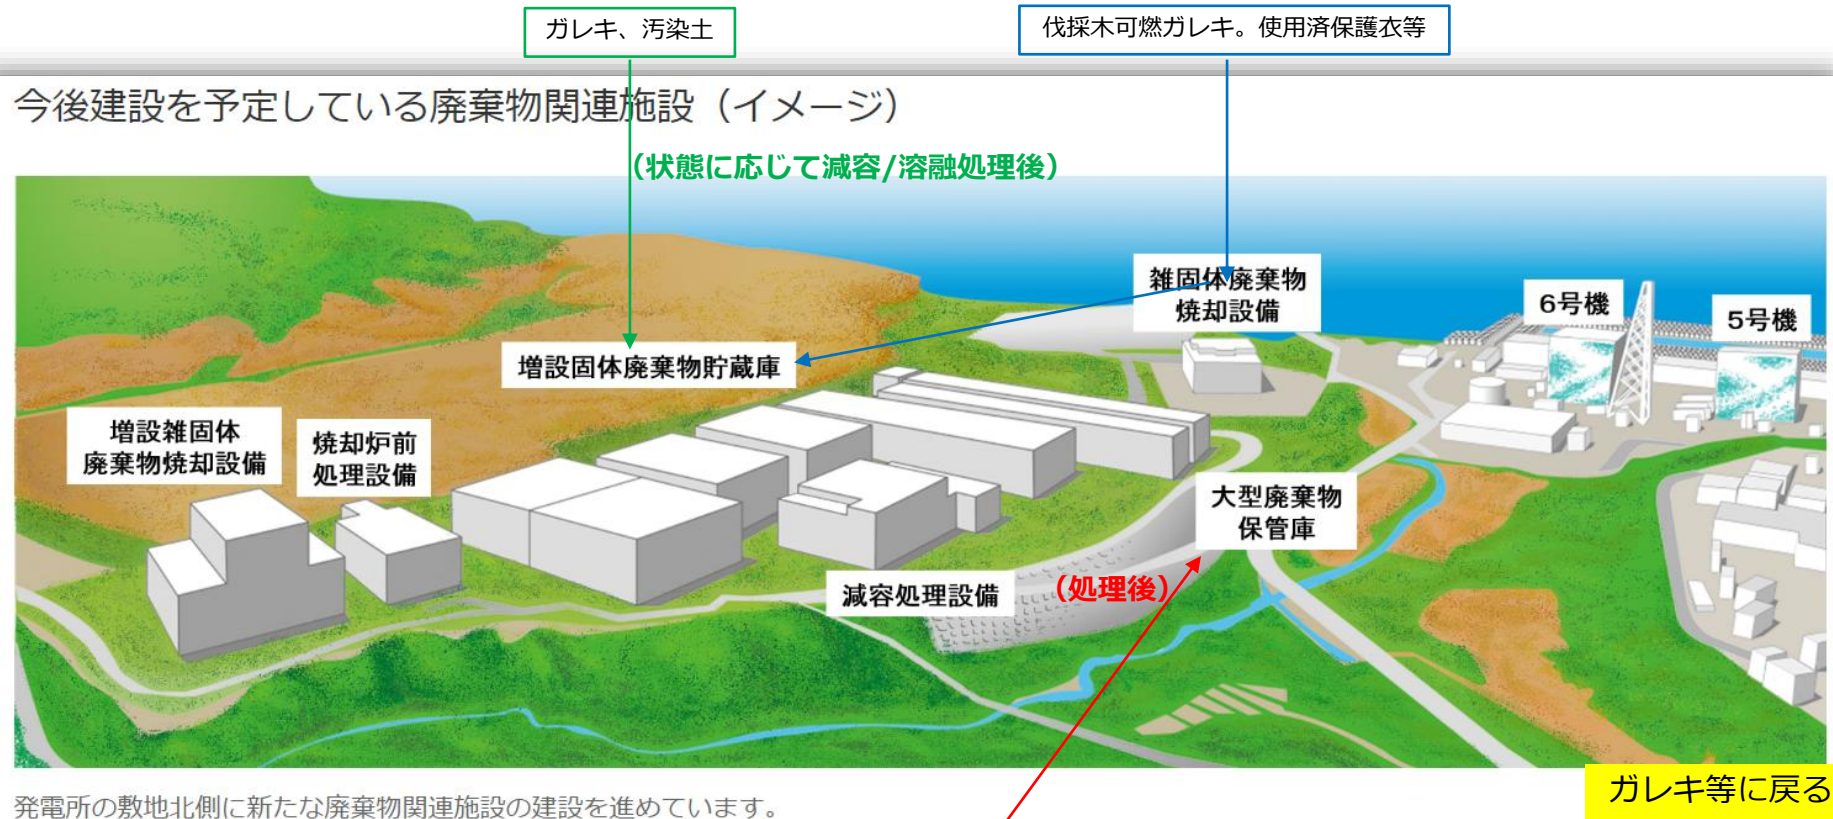 ガレキ、汚染土
伐採木可燃ガレキ。使用済保護衣等
今後建設を予定している廃棄物関連施設（イメージ）
（状態に応じて減容/溶融処理後）
雑固体廃棄物
焼却設備
6号機
5号機
増設固体廃棄物貯蔵庫
増設雑固体
廃棄物焼却設備
焼却炉前
処理設備
大型廃棄物
保管庫
減容処理設備
（処理後）
ガレキ等に戻る
発電所の敷地北側に新たな廃棄物関連施設の建設を進めています。